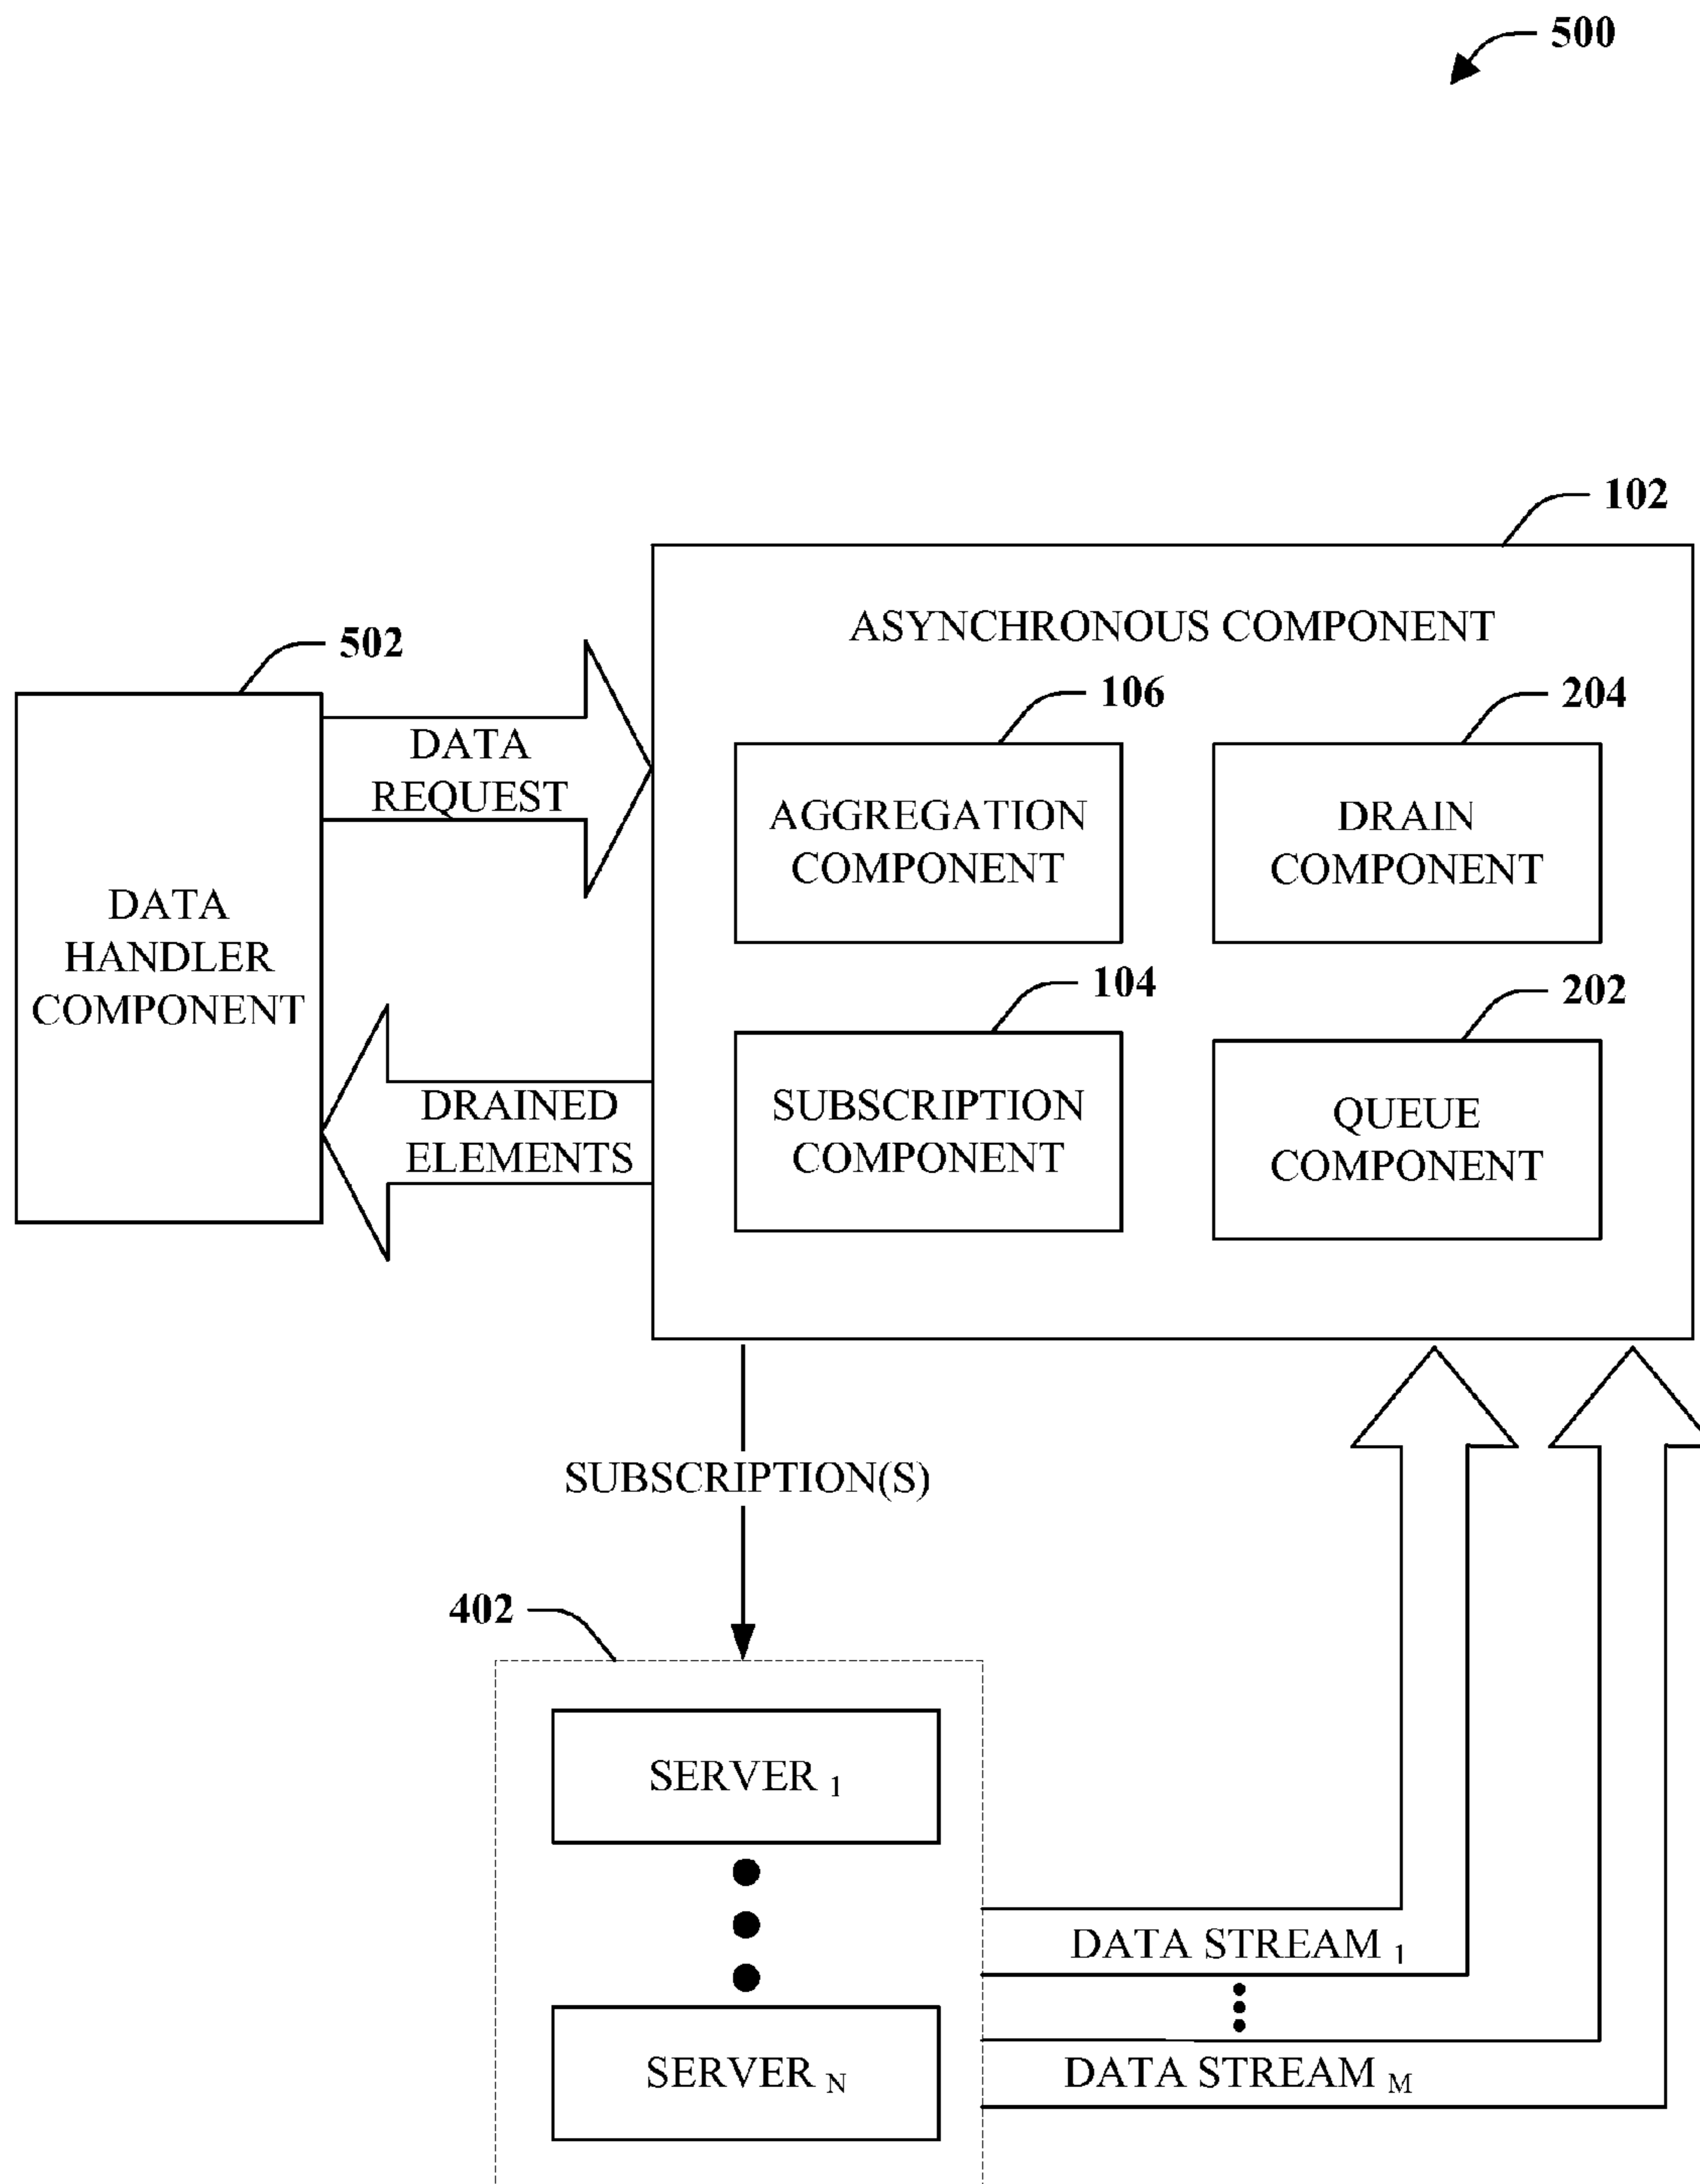 500
102
ASYNCHRONOUS COMPONENT
502
106
204
DATA
REQUEST
AGGREGATION
COMPONENT
DRAIN
COMPONENT
DATA
HANDLER
COMPONENT
104
202
DRAINED
ELEMENTS
SUBSCRIPTION
COMPONENT
QUEUE
COMPONENT
SUBSCRIPTION(S)
402
SERVER 1
DATA STREAM 1
SERVER N
DATA STREAM M